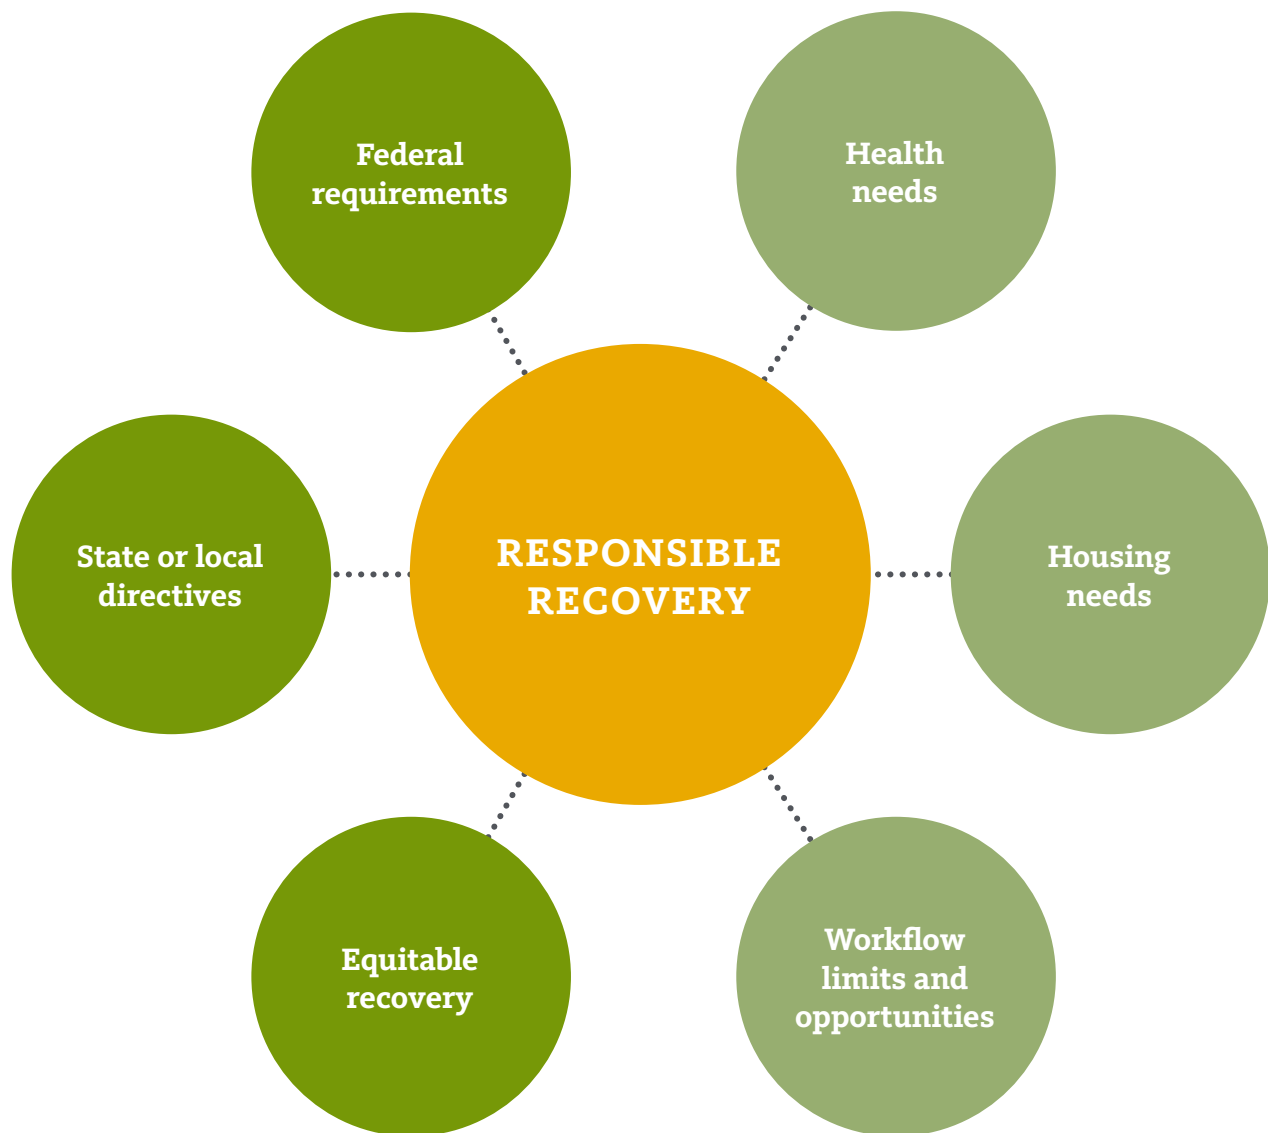 Federal
requirements
Health
needs
State or local
directives
RESPONSIBLE
RECOVERY
Housing
needs
Equitable
recovery
Workflow
limits and
opportunities